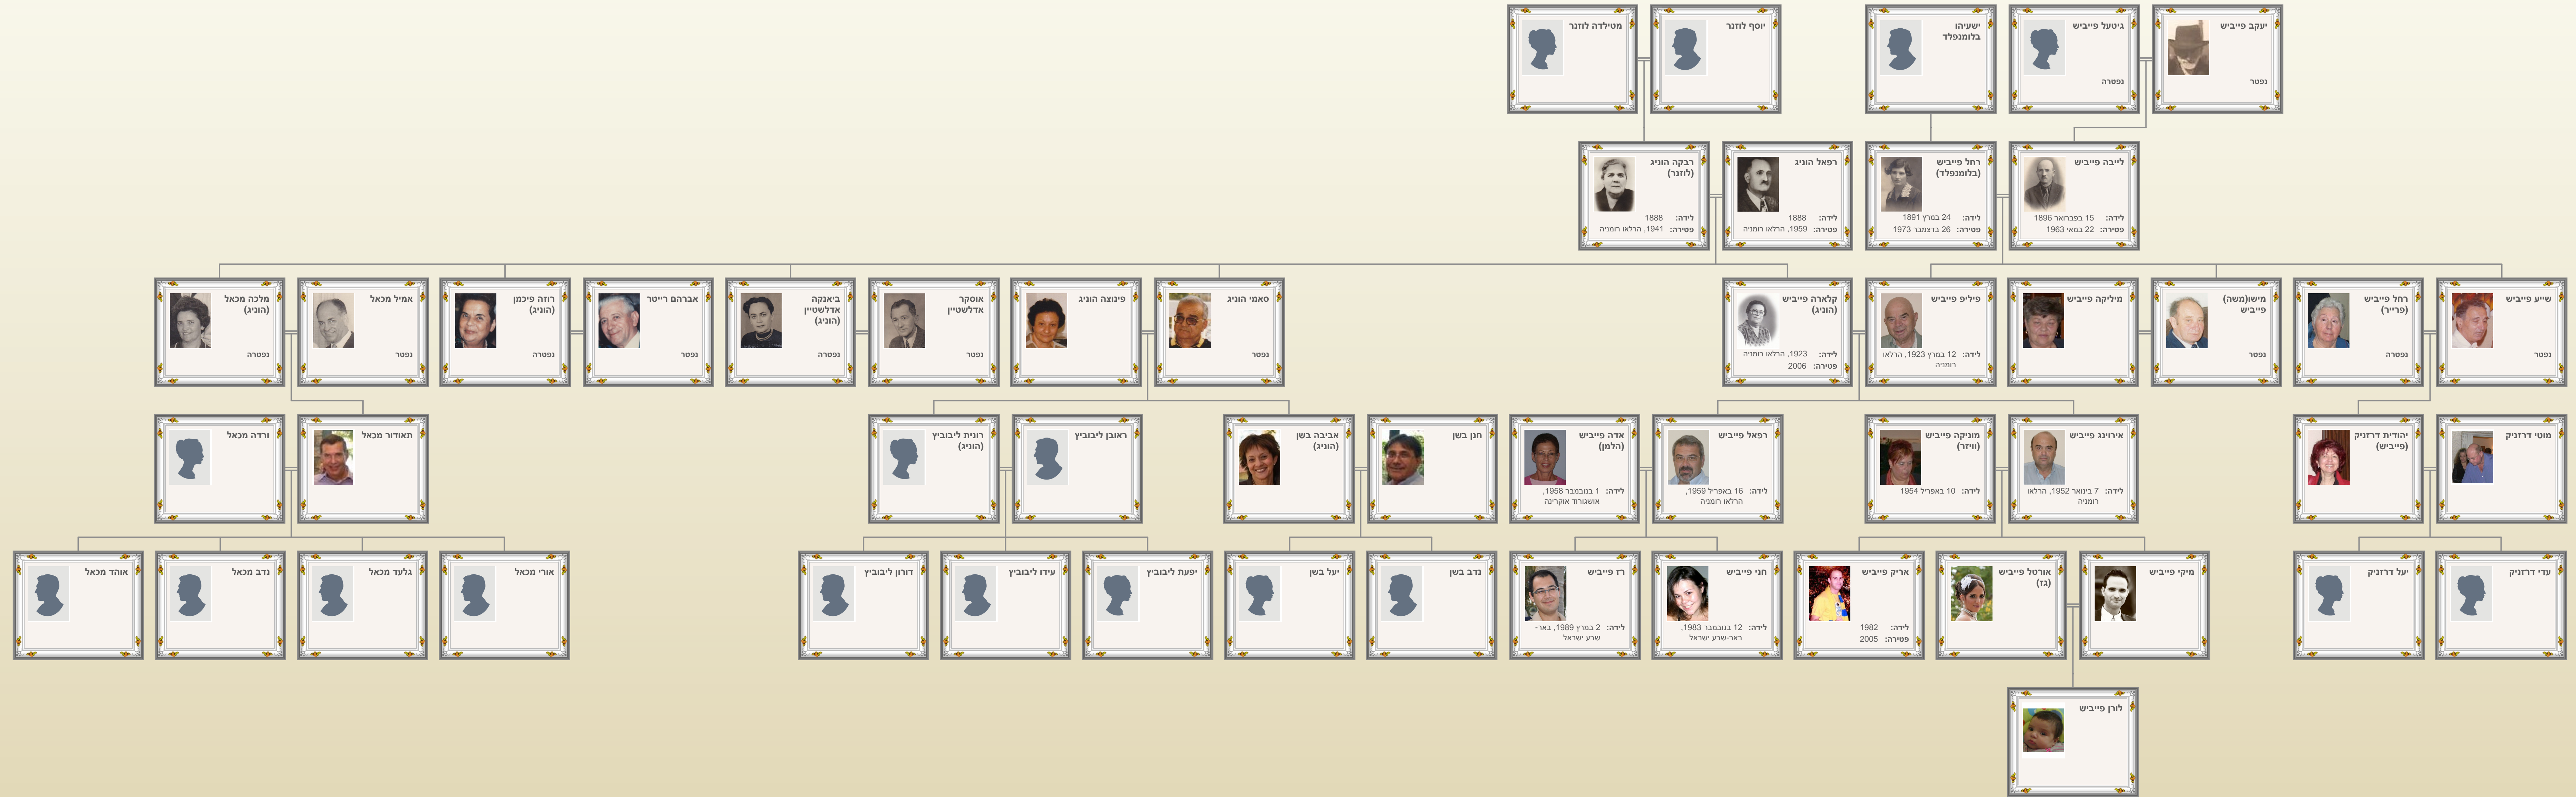 יעקב פייביש
נפטר
גיטעל פייביש
נפטרה
ישעיהו
בלומנפלד
יוסף לוזנר
מטילדה לוזנר
לייבה פייביש
לידה: 15 בפברואר 1896
פטירה: 22 במאי 1963
רחל פייביש
(בלומנפלד)
לידה: 24 במרץ 1891
פטירה: 26 בדצמבר 1973
רפאל הוניג
לידה: 1888
פטירה: 1959, הרלאו רומניה
רבקה הוניג
(לוזנר)
לידה: 1888
פטירה: 1941, הרלאו רומניה
שייע פייביש
נפטר
רחל פייביש
(פרייר)
נפטרה
מישו(משה)
פייביש
נפטר
מיליקה פייביש
פיליפ פייביש
לידה: 12 במרץ 1923, הרלאו
רומניה
קלארה פייביש
(הוניג)
לידה: 1923, הרלאו רומניה
פטירה: 2006
סאמי הוניג
נפטר
פינוצה הוניג
אוסקר
אדלשטיין
נפטר
ביאנקה
אדלשטיין
(הוניג)
נפטרה
אברהם רייטר
נפטר
רוזה פיכמן
(הוניג)
נפטרה
אמיל מכאל
נפטר
מלכה מכאל
(הוניג)
נפטרה
מוטי דרזניק
יהודית דרזניק
(פייביש)
אירוינג פייביש
לידה: 7 בינואר 1952, הרלאו
רומניה
מוניקה פייביש
(וויזר)
לידה: 10 באפריל 1954
רפאל פייביש
לידה: 16 באפריל 1959,
הרלאו רומניה
אדה פייביש
(הלמן)
לידה: 1 בנובמבר 1958,
אושגורוד אוקרינה
חנן בשן
אביבה בשן
(הוניג)
ראובן ליבוביץ
רונית ליבוביץ
(הוניג)
תאודור מכאל
ורדה מכאל
עדי דרזניק
יעל דרזניק
מיקי פייביש
אורטל פייביש
(גז)
אריק פייביש
לידה: 1982
פטירה: 2005
חני פייביש
לידה: 12 בנובמבר 1983,
באר-שבע ישראל
רז פייביש
לידה: 2 במרץ 1989, באר-
שבע ישראל
נדב בשן
יעל בשן
יפעת ליבוביץ
עידו ליבוביץ
דורון ליבוביץ
אורי מכאל
גלעד מכאל
נדב מכאל
אוהד מכאל
לורן פייביש